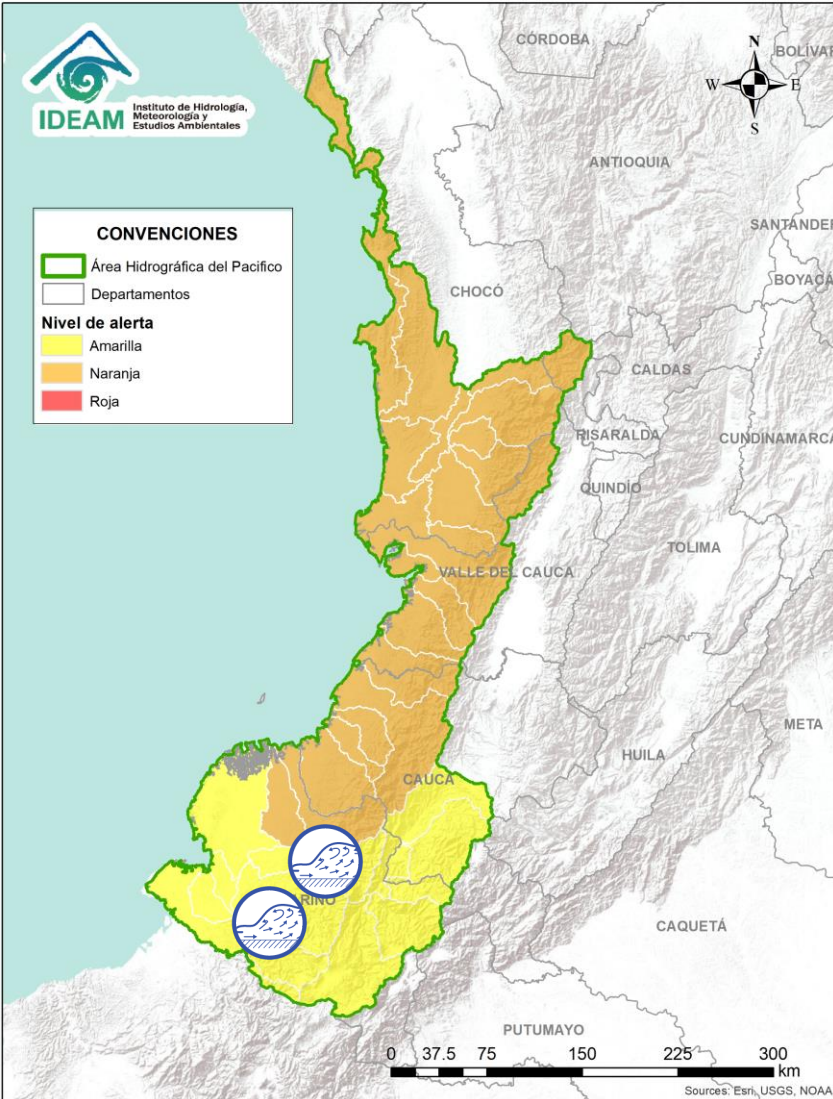 IDEAM
Instituto de Hidrología,
Meteorología y
Estudios Ambientales
CÓRDOBA
BOLÍVAR
N
W
E
S
ANTIOQUIA
SANTANDER
BOYACÁ
CONVENCIONES
Área Hidrográfica del Pacifico
Departamentos
Nivel de alerta
Amarilla
Naranja
Roja
CHOCÓ
CALDAS
RISARALDA
CUNDINAMARCA
QUINDÍO
TOLIMA
VALLE DEL CAUCA
META
HUILA
CAUCA
ARIÑO
CAQUETÁ
PUTUMAYO
0 37.5 75 150 225 300
km
Sources: Esri, USGS, NOAA